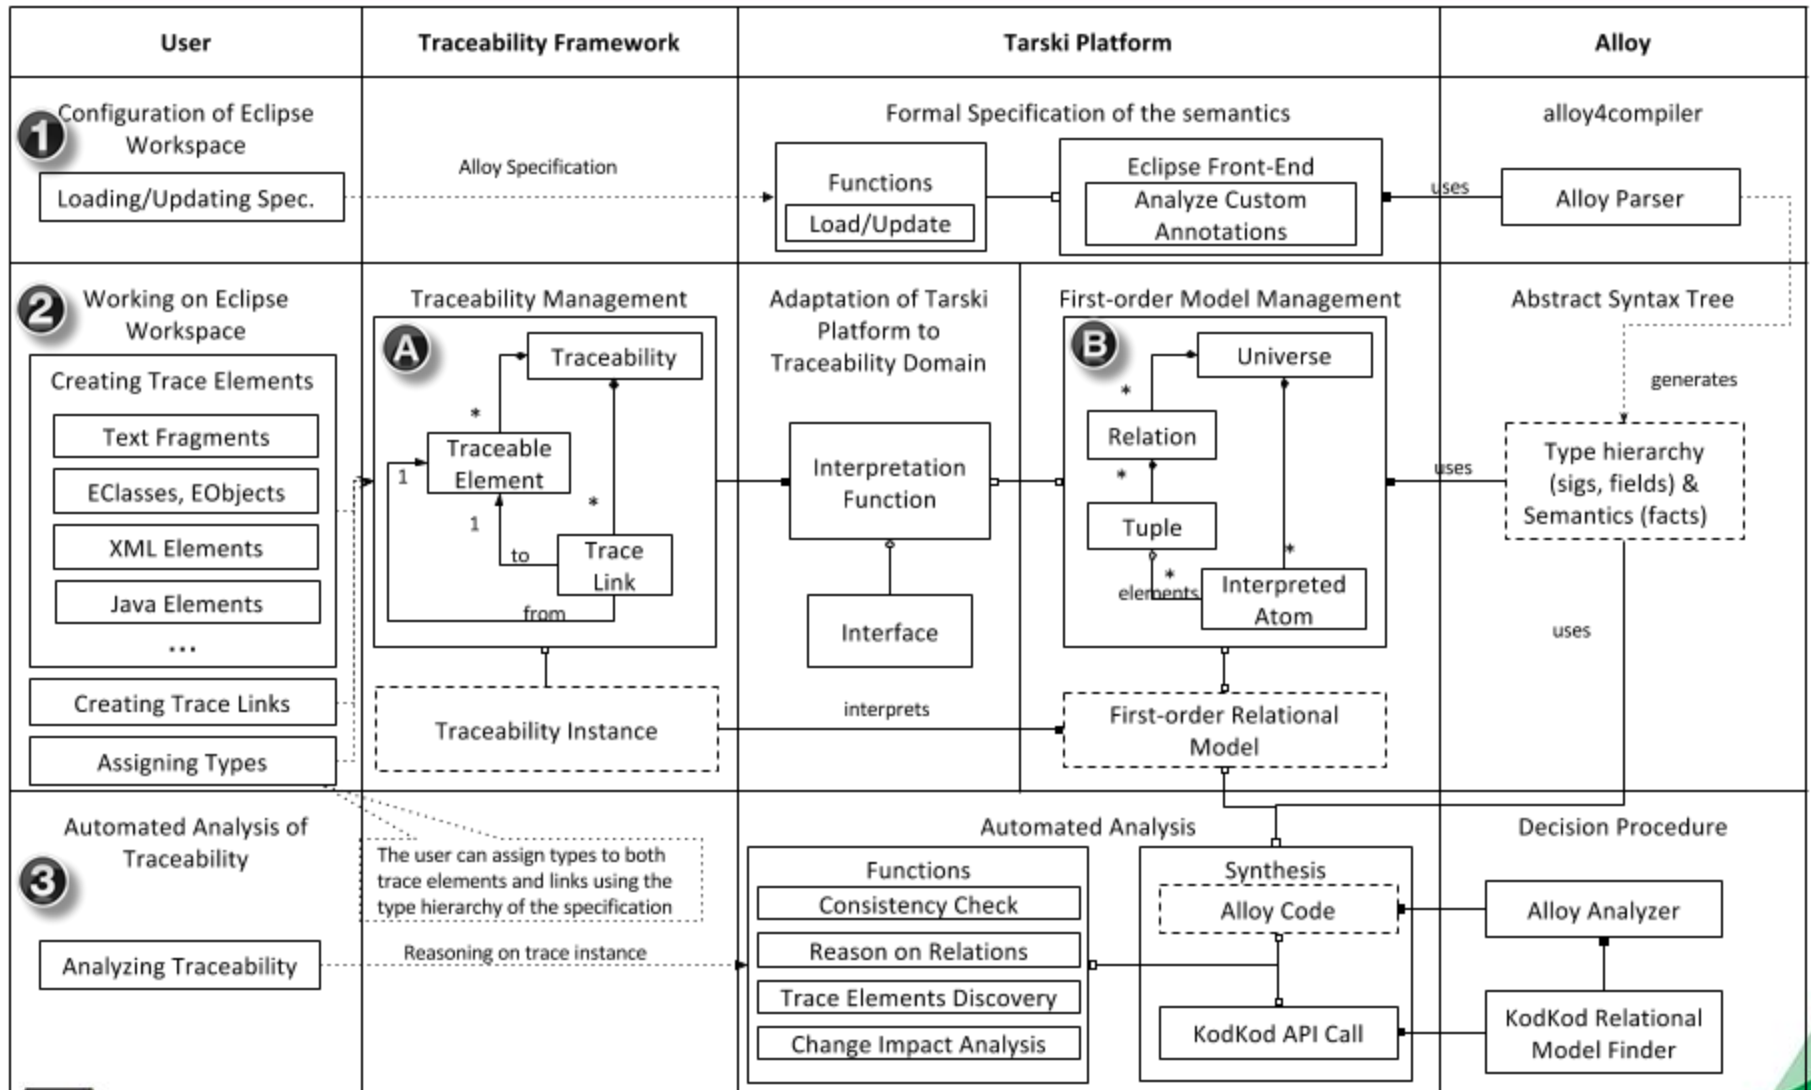 User
Traceability Framework
Tarski Platform
Alloy
1
Configuration of Eclipse
Workspace
Loading/Updating Spec.
Alloy Specification
Formal Specification of the semantics
Functions
Load/Update
Eclipse Front-End
Analyze Custom
Annotations
uses
alloy4compiler
Alloy Parser
2
Working on Eclipse
Workspace
Creating Trace Elements
Text Fragments
EClasses, EObjects
XML Elements
Java Elements
...
Creating Trace Links
Assigning Types
Traceability Management
A
Traceability
*
Traceable
Element
1
1
*
to
Trace
Link
from
Traceability Instance
Adaptation of Tarski
Platform to
Traceability Domain
Interpretation
Function
Interface
interprets
First-order Model Management
B
Universe
*
Relation
*
Tuple
*
*
elements
Interpreted
Atom
First-order Relational
Model
uses
Abstract Syntax Tree
generates
Type hierarchy
(sigs, fields) &
Semantics (facts)
uses
3
Automated Analysis of
Traceability
Analyzing Traceability
The user can assign types to both
trace elements and links using the
type hierarchy of the specification
Reasoning on trace instance
Automated Analysis
Functions
Consistency Check
Reason on Relations
Trace Elements Discovery
Change Impact Analysis
Synthesis
Alloy Code
KodKod API Call
Decision Procedure
Alloy Analyzer
KodKod Relational
Model Finder